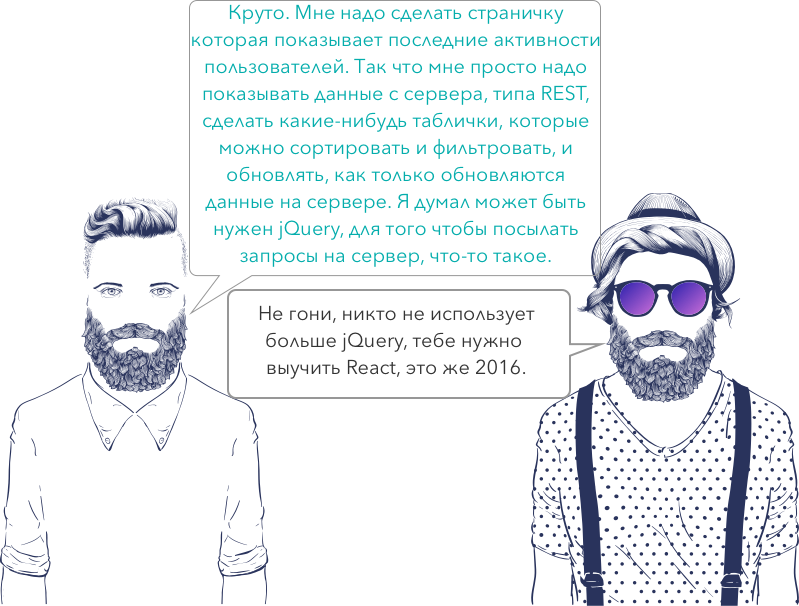 Круто. Мне надо сделать страничку
которая показывает последние активности
пользователей. Так что мне просто надо
показывать данные с сервера, типа REST,
сделать какие-нибудь таблички, которые
можно сортировать и фильтровать, и
обновлять, как только обновляются
данные на сервере. Я думал может быть
нужен jQuery, для того чтобы посылать
запросы на сервер, что-то такое.
Не гони, никто не использует
больше jQuery, тебе нужно
выучить React, это же 2016.